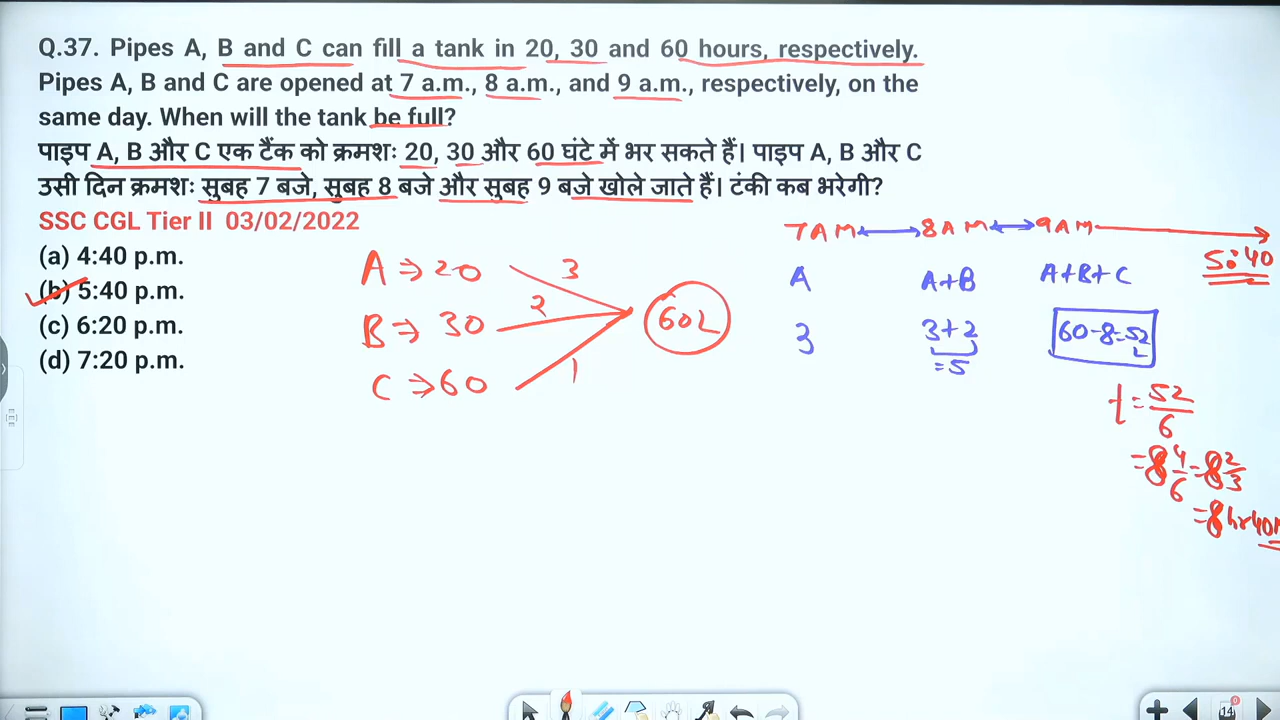 Q.37. Pipes A, B and C can fill a tank in 20, 30 and 60 hours, respectively.
Pipes A, B and C are opened at 7 a.m., 8 a.m., and 9 a.m., respectively, on the
same day. When will the tank be full?
पाइप A, B और C एक टैंक को क्रमशः 20, 30 और 60 घंटे में भर सकते हैं। पाइप A, B और C
उसी दिन क्रमशः सुबह 7 बजे, सुबह 8 बजे और सुबह 9 बजे खोले जाते हैं। टंकी कब भरेगी?
SSC CGL Tier II 03/02/2022
(a) 4:40 p.m.
(b) 5:40 p.m.
(c) 6:20 p.m.
(d) 7:20 p.m.
A ⇒ 20 3
B ⇒ 30 2
C ⇒ 60 1
60L
7AM 8AM 9AM
5:40
A A+B A+B+C
3 3+2 60-8=52
=5
t=52/6
=8 4/6=8 2/3
=8hr40
14